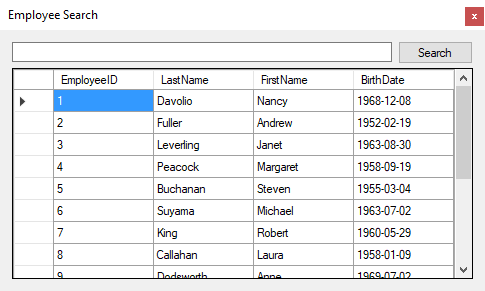 Employee Search
x
Search
EmployeeID LastName FirstName BirthDate
1 Davolio Nancy 1968-12-08
2 Fuller Andrew 1952-02-19
3 Leverling Janet 1963-08-30
4 Peacock Margaret 1958-09-19
5 Buchanan Steven 1955-03-04
6 Suyama Michael 1963-07-02
7 King Robert 1960-05-29
8 Callahan Laura 1958-01-09
9 Dodsworth Anne 1969-07-02